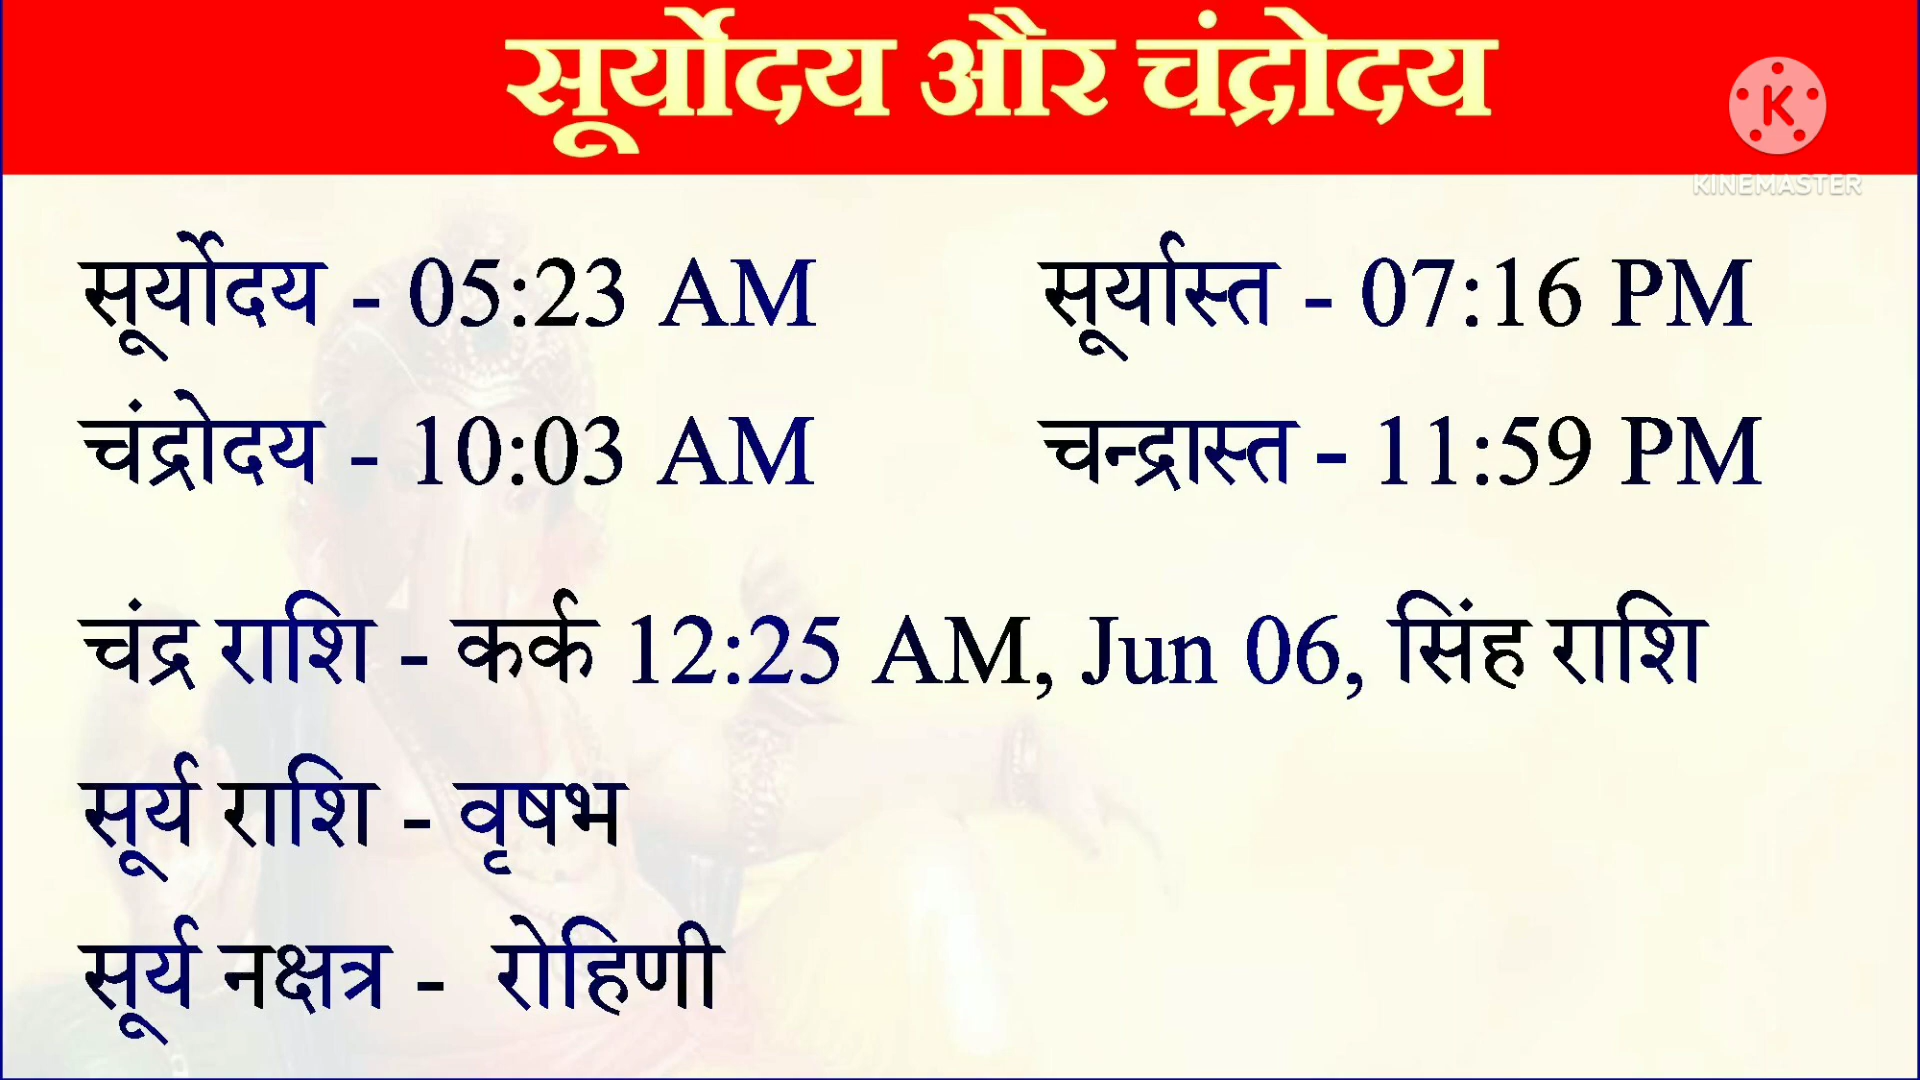 सूर्योदय और चंद्रोदय
K
KINEMASTER
सूर्योदय - 05:23 AM सूर्यास्त - 07:16 PM
चंद्रोदय - 10:03 AM चन्द्रास्त - 11:59 PM
चंद्र राशि - कर्क 12:25 AM, Jun 06, सिंह राशि
सूर्य राशि - वृषभ
सूर्य नक्षत्र - रोहिणी